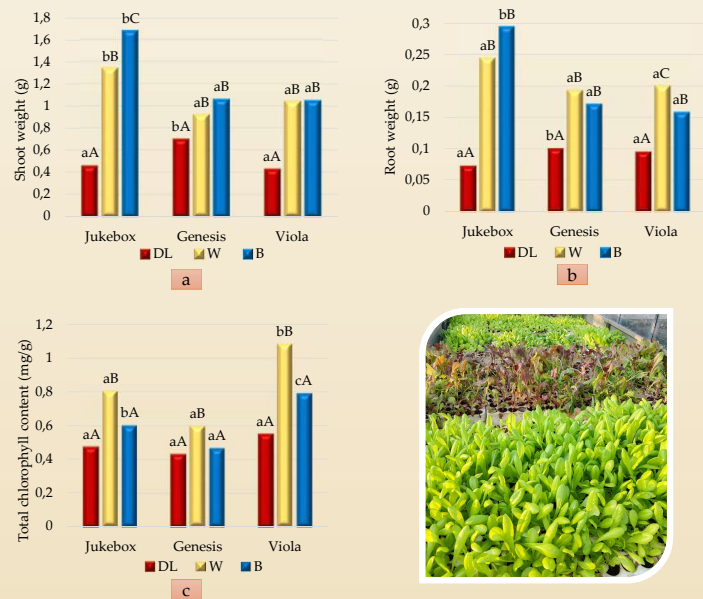 Shoot weight (g)
1,8
1,6
1,4
1,2
1
0,8
0,6
0,4
0,2
0
aA bB bC
bA aB aB
aA aB aB
Jukebox Genesis Viola
DL W B
a
Root weight (g)
0,3
0,25
0,2
0,15
0,1
0,05
0
aA aB bB
bA aB aB
aA aC aB
Jukebox Genesis Viola
DL W B
b
Total chlorophyll content (mg/g)
1,2
1
0,8
0,6
0,4
0,2
0
aA aB bA
aA aB aA
aA bB cA
Jukebox Genesis Viola
DL W B
c